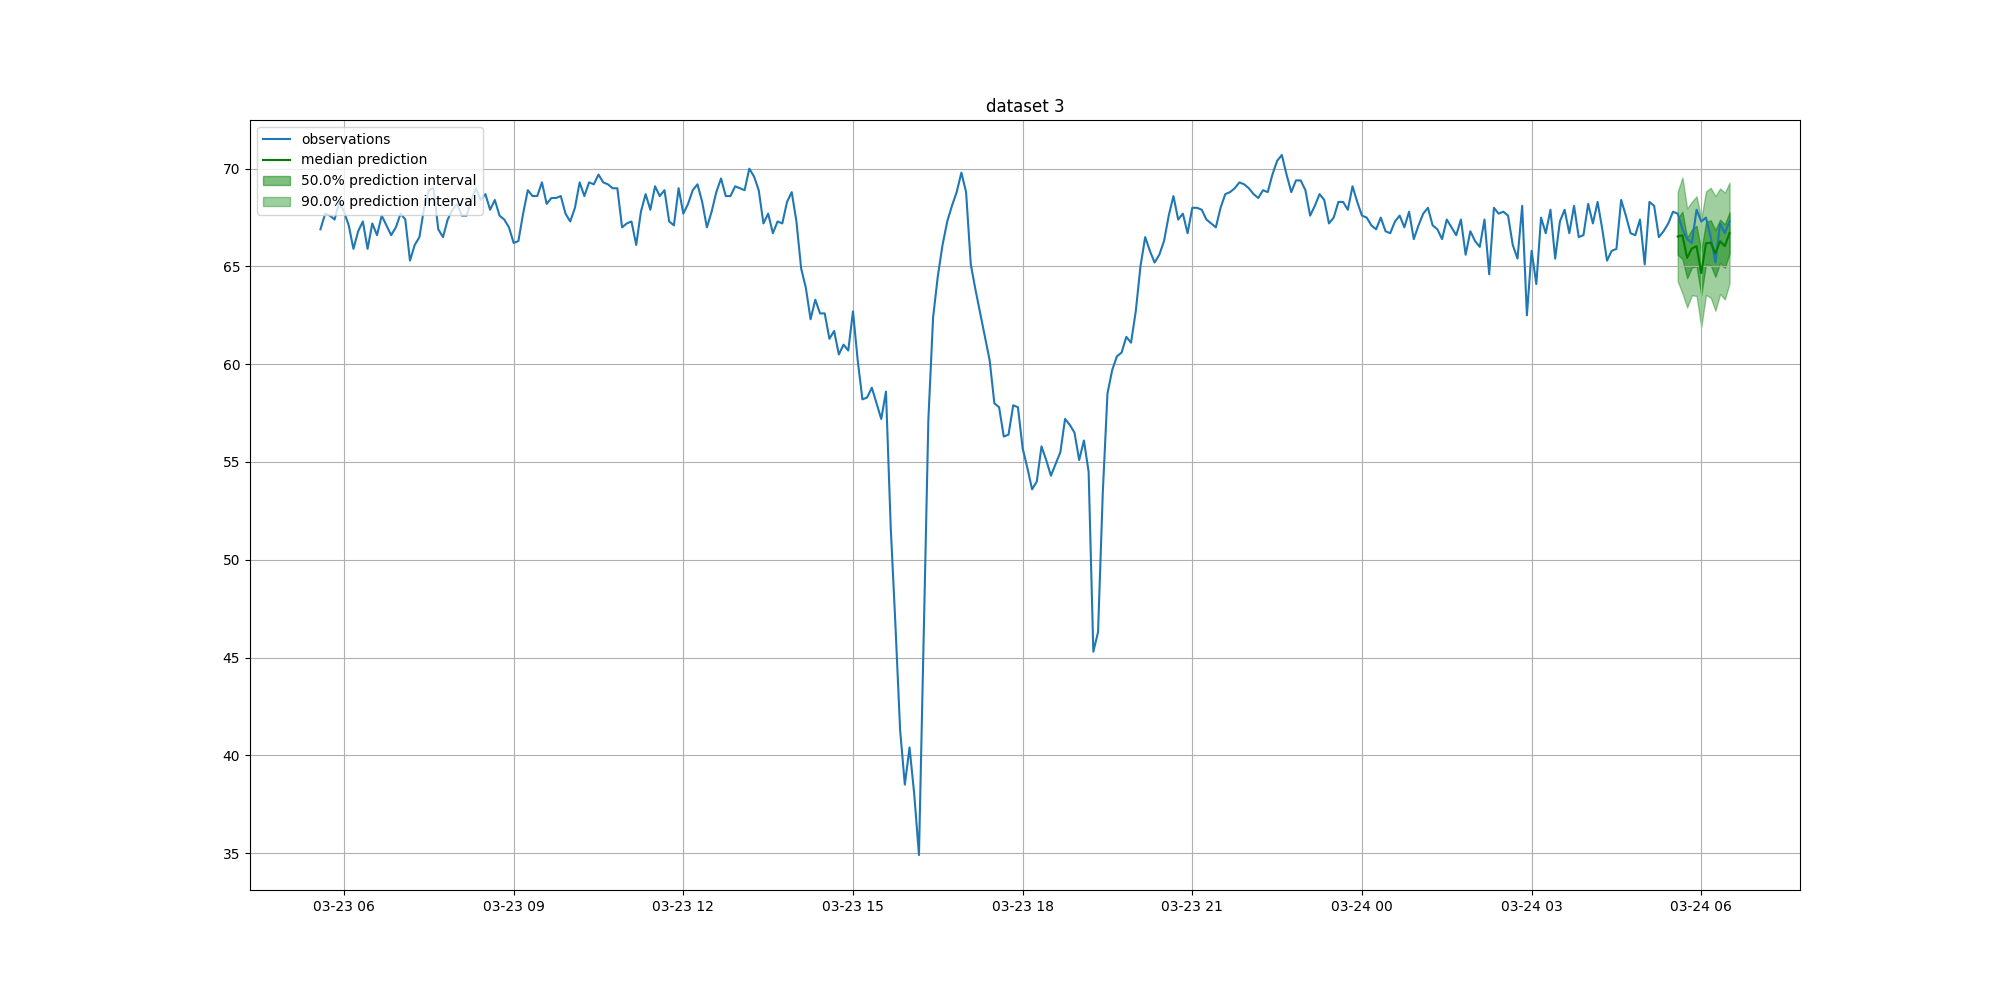 dataset 3
observations
median prediction
50.0% prediction interval
90.0% prediction interval
70
65
60
55
50
45
40
35
03-23 06 03-23 09 03-23 12 03-23 15 03-23 18 03-23 21 03-24 00 03-24 03 03-24 06